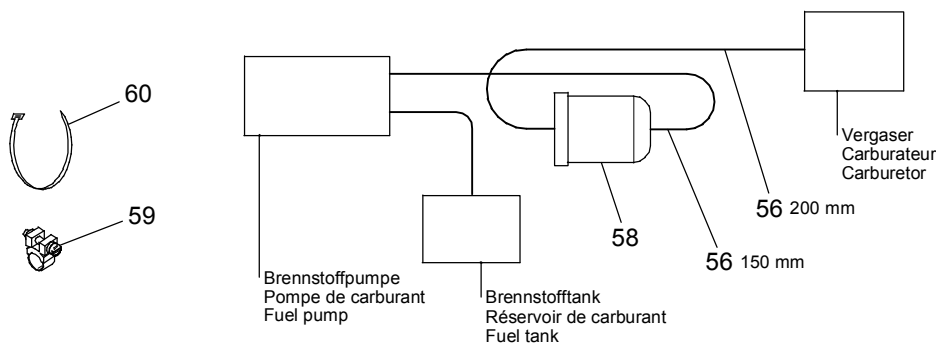 60
59
Brennstoffpumpe
Pompe de carburant
Fuel pump
Brennstofftank
Réservoir de carburant
Fuel tank
58
56 150 mm
56 200 mm
Vergaser
Carburateur
Carburetor